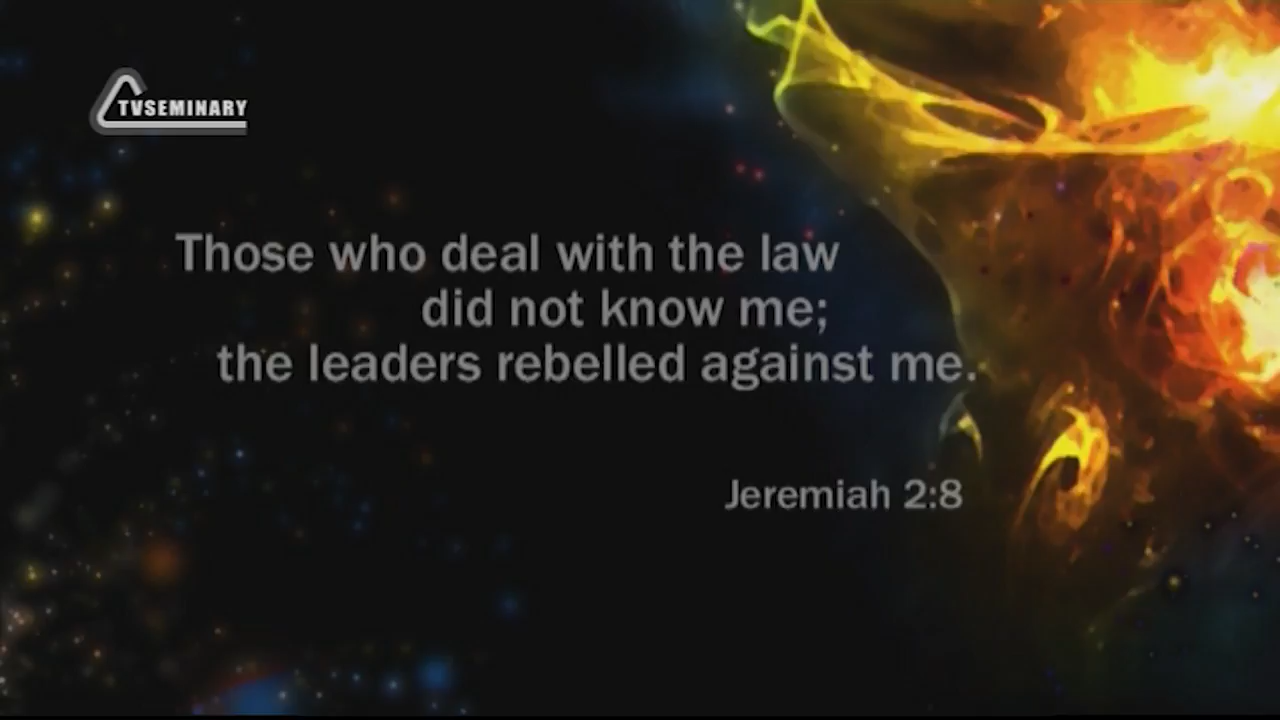 TVSEMINARY
Those who deal with the law
did not know me;
the leaders rebelled against me.
Jeremiah 2:8